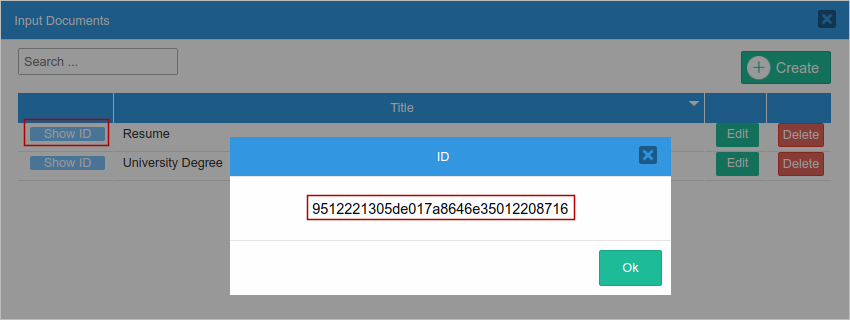 Input Documents
Search ...
Create
Title
Show ID Resume Edit Delete
Show ID University Degree Edit Delete
ID
9512221305de017a8646e35012208716
Ok